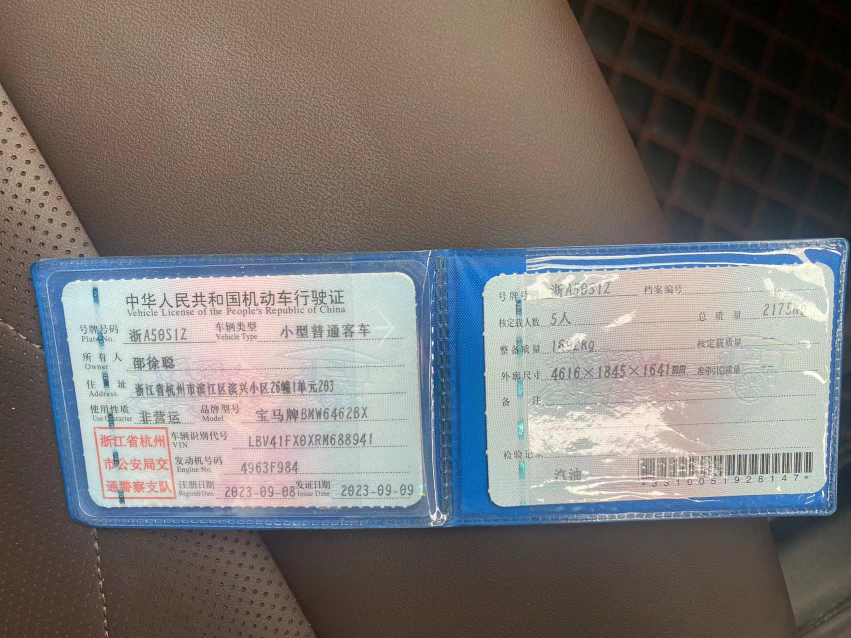 中华人民共和国机动车行驶证
Vehicle License of the People's Republic of China
号牌号码 浙A50S1Z 车辆类型 小型普通客车
Plate No. Vehicle Type
所有人 邵徐聪
Owner
住址 浙江省杭州市滨江区滨兴小区26幢1单元203
Address
使用性质 非营运 品牌型号 宝马牌BMW6462BX
Use Character Model
浙江省杭州
市公安局交
通警察支队
车辆识别代号 LBV41FX0XRM688941
VIN
发动机号码 4963F984
Engine No.
注册日期 2023-09-08 发证日期 2023-09-09
Register Date Issue Date
号牌号 浙A50S1Z 档案编号
核定载人数 5人 总质量 2175kg
整备质量 核定载质量
外廓尺寸 4616×1845×1641mm 准牵引总质量
备注
检验记录
汽油
*3310051928147*